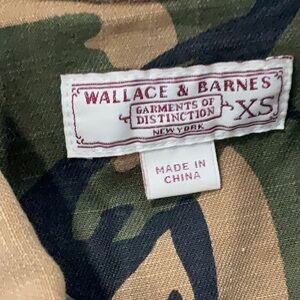 WALLACE & BARNES
GARMENTS OF
DISTINCTION
XS
NEW YORK
MADE IN
CHINA